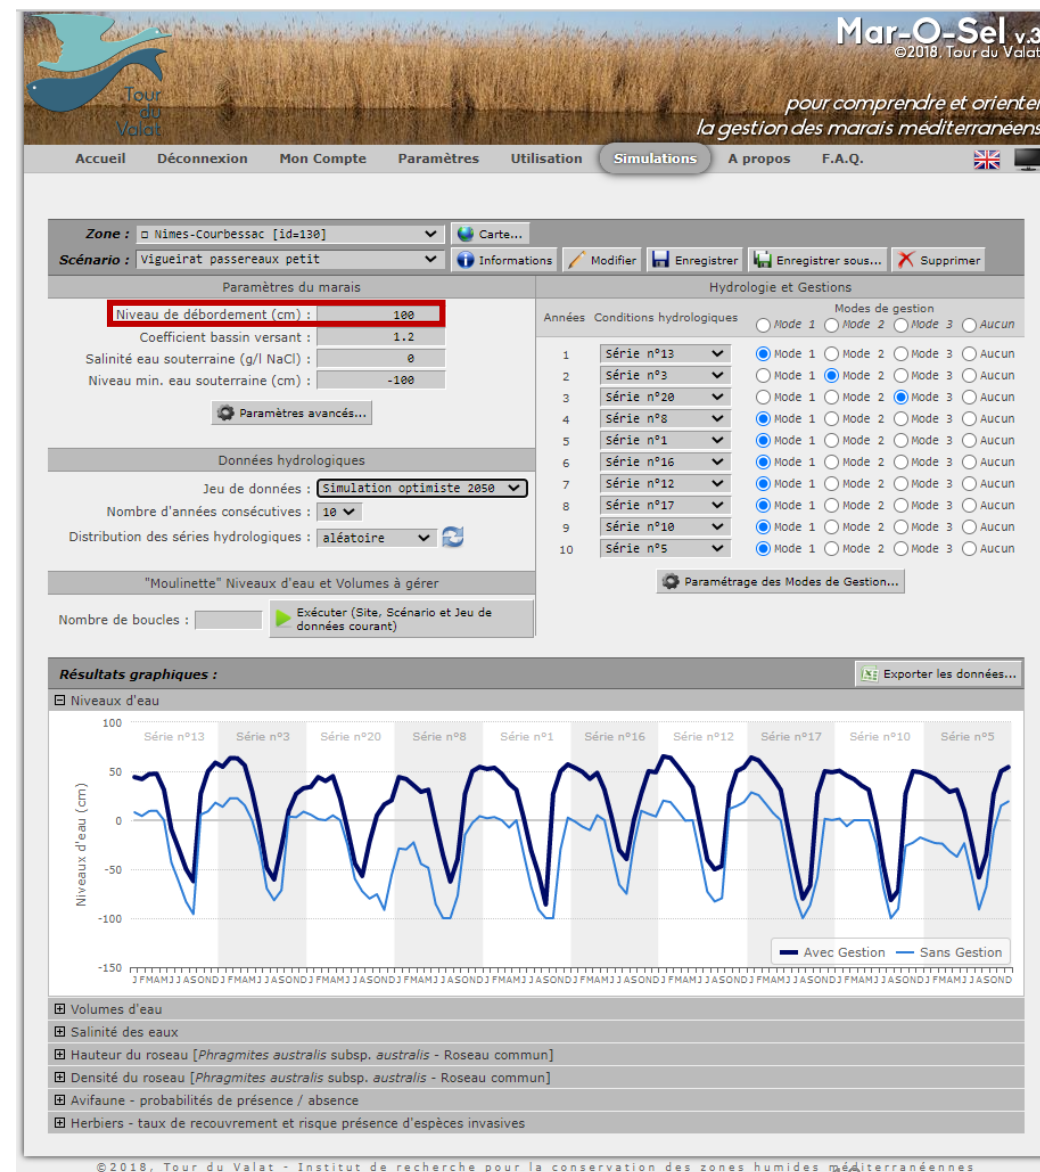 Mar-O-Sel v.3
©2018, Tour du Valat
Tour
du
Valat
pour comprendre et orienter
la gestion des marais méditerranéens
Accueil Déconnexion Mon Compte Paramètres Utilisation Simulations A propos F.A.Q.
Zone : □ Nimes-Courbessac [id=130] Carte...
Scénario : Vigueirat passereaux petit Informations Modifier Enregistrer Enregistrer sous... Supprimer
Paramètres du marais
Niveau de débordement (cm) : 100
Coefficient bassin versant : 1.2
Salinité eau souterraine (g/l NaCl) : 0
Niveau min. eau souterraine (cm) : -100
Paramètres avancés...
Données hydrologiques
Jeu de données : Simulation optimiste 2050
Nombre d'années consécutives : 10
Distribution des séries hydrologiques : aléatoire
"Moulinette" Niveaux d'eau et Volumes à gérer
Nombre de boucles : Exécuter (Site, Scénario et Jeu de
données courant)
Hydrologie et Gestions
Années Conditions hydrologiques Modes de gestion
Mode 1 Mode 2 Mode 3 Aucun
1 Série n°13 Mode 1 Mode 2 Mode 3 Aucun
2 Série n°3 Mode 1 Mode 2 Mode 3 Aucun
3 Série n°20 Mode 1 Mode 2 Mode 3 Aucun
4 Série n°8 Mode 1 Mode 2 Mode 3 Aucun
5 Série n°1 Mode 1 Mode 2 Mode 3 Aucun
6 Série n°16 Mode 1 Mode 2 Mode 3 Aucun
7 Série n°12 Mode 1 Mode 2 Mode 3 Aucun
8 Série n°17 Mode 1 Mode 2 Mode 3 Aucun
9 Série n°10 Mode 1 Mode 2 Mode 3 Aucun
10 Série n°5 Mode 1 Mode 2 Mode 3 Aucun
Paramétrage des Modes de Gestion...
Résultats graphiques : Exporter les données...
Niveaux d'eau
Niveaux d'eau (cm)
100
50
0
-50
-100
-150
Série n°13 Série n°3 Série n°20 Série n°8 Série n°1 Série n°16 Série n°12 Série n°17 Série n°10 Série n°5
Avec Gestion Sans Gestion
JFMAMJJASONDJFMAMJJASONDJFMAMJJASONDJFMAMJJASONDJFMAMJJASONDJFMAMJJASONDJFMAMJJASONDJFMAMJJASONDJFMAMJJASONDJFMAMJJASOND
Volumes d'eau
Salinité des eaux
Hauteur du roseau [Phragmites australis subsp. australis - Roseau commun]
Densité du roseau [Phragmites australis subsp. australis - Roseau commun]
Avifaune - probabilités de présence / absence
Herbiers - taux de recouvrement et risque présence d'espèces invasives
©2018, Tour du Valat - Institut de recherche pour la conservation des zones humides méditerranéennes